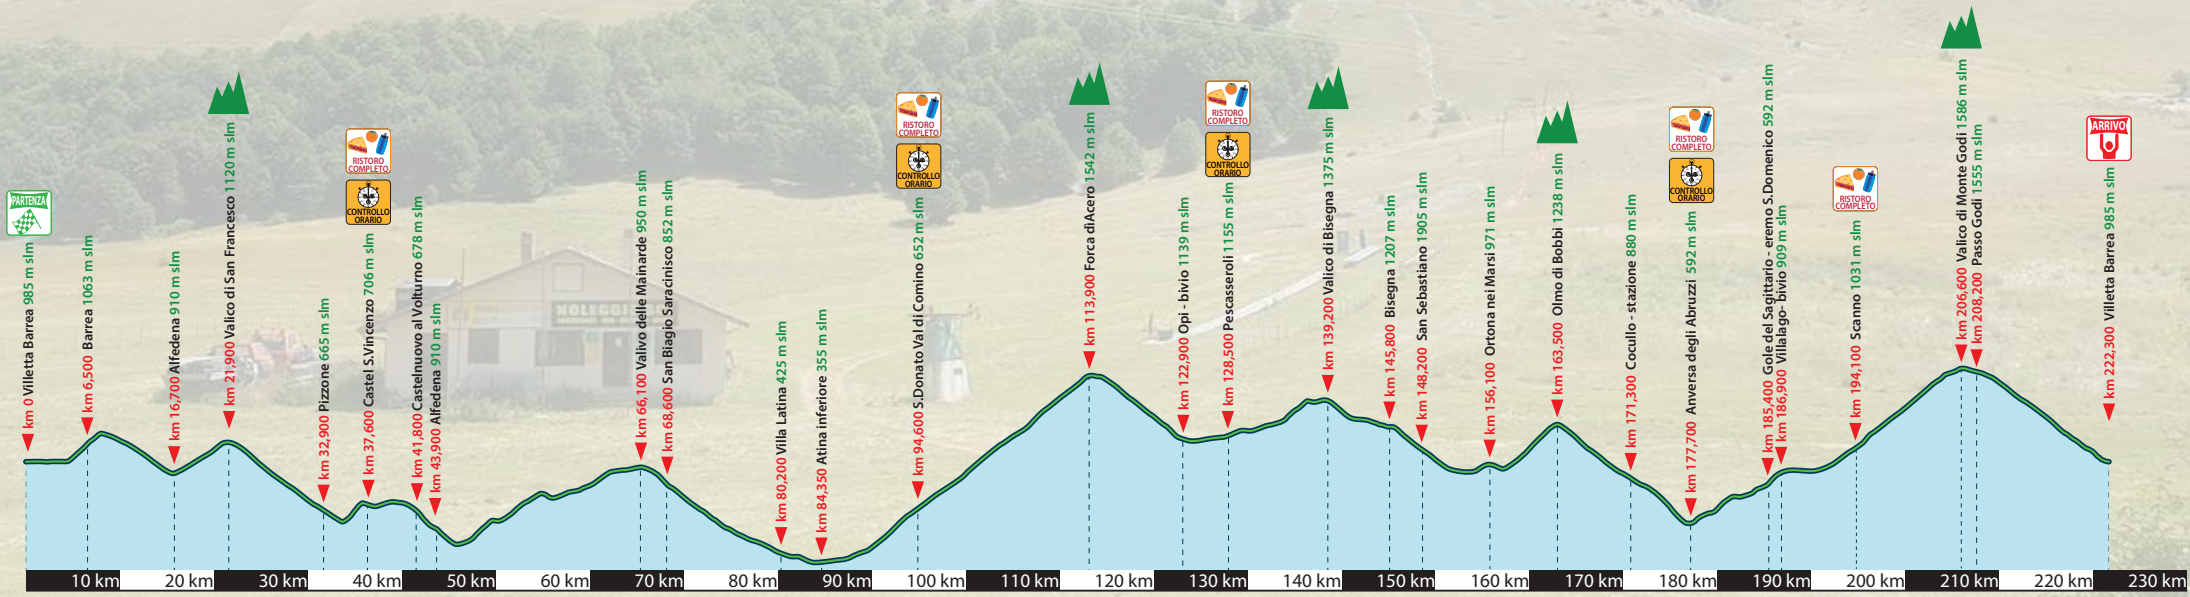 PARTENZA
km 0 Villetta Barrea 985 m slm
km 6,500 Barrea 1063 m slm
km 16,700 Alfedena 910 m slm
km 21,900 Valico di San Francesco 1120 m slm
km 32,900 Pizzone 665 m slm
RISTORO
COMPLETO
CONTROLLO
ORARIO
km 37,600 Castel S.Vincenzo 706 m slm
km 41,800 Castelnuovo al Volturno 678 m slm
km 43,900 Alfedena 910 m slm
NOLEGGI
km 66,100 Valivo delle Mainarde 950 m slm
km 68,600 San Biagio Saracinisco 852 m slm
km 80,200 Villa Latina 425 m slm
km 84,350 Atina inferiore 355 m slm
RISTORO
COMPLETO
CONTROLLO
ORARIO
km 94,600 S.Donato Val di Comino 652 m slm
km 113,900 Forca d'Acero 1542 m slm
km 122,900 Opi - bivio 1139 m slm
RISTORO
COMPLETO
CONTROLLO
ORARIO
km 128,500 Pescasseroli 1155 m slm
km 139,200 Valico di Bisegna 1375 m slm
km 145,800 Bisegna 1207 m slm
km 148,200 San Sebastiano 1905 m slm
km 156,100 Ortona nei Marsi 971 m slm
km 163,500 Olmo di Bobbi 1238 m slm
km 171,300 Cocullo - stazione 880 m slm
RISTORO
COMPLETO
CONTROLLO
ORARIO
km 177,700 Anversa degli Abruzzi 592 m slm
km 185,400 Gole del Sagittario - eremo S.Domenico 592 m slm
km 186,900 Villalago- bivio 909 m slm
RISTORO
COMPLETO
km 194,100 Scanno 1031 m slm
km 206,600 Valico di Monte Godi 1586 m slm
km 208,200 Passo Godi 1555 m slm
ARRIVO
km 222,300 Villetta Barrea 985 m slm
10 km 20 km 30 km 40 km 50 km 60 km 70 km 80 km 90 km 100 km 110 km 120 km 130 km 140 km 150 km 160 km 170 km 180 km 190 km 200 km 210 km 220 km 230 km